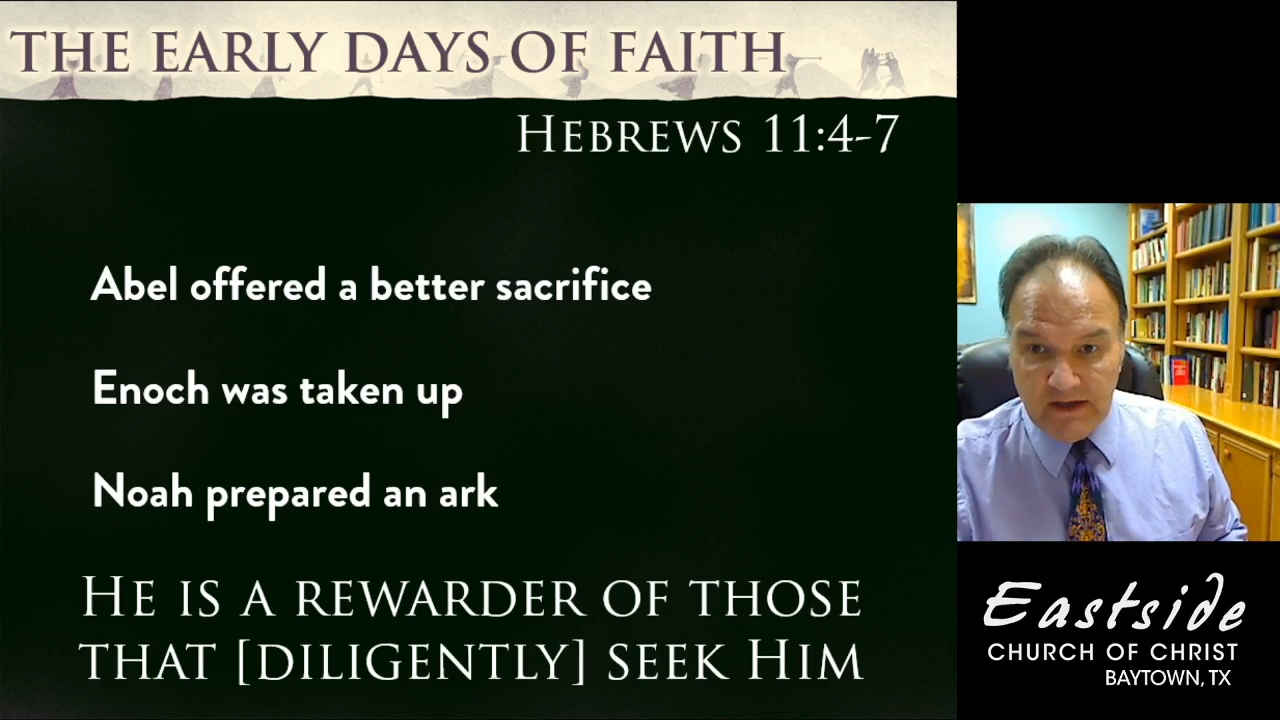 THE EARLY DAYS OF FAITH
HEBREWS 11:4-7
Abel offered a better sacrifice
Enoch was taken up
Noah prepared an ark
HE IS A REWARDER OF THOSE
THAT [DILIGENTLY] SEEK HIM
Eastside
CHURCH OF CHRIST
BAYTOWN, TX